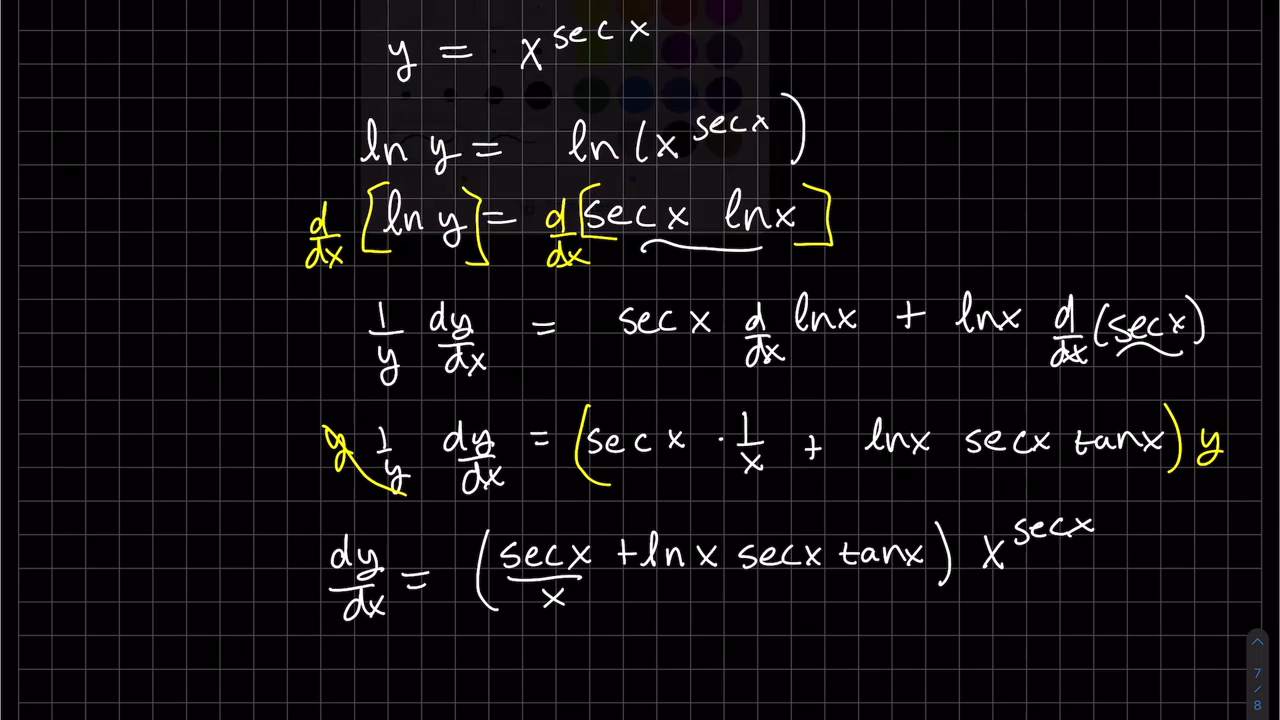 y = x^{sec x}
ln y = ln(x^{sec x})
d/dx [ln y] = d/dx [sec x ln x]
1/y dy/dx = sec x d/dx ln x + ln x d/dx (sec x)
y 1/y dy/dx = (sec x · 1/x + ln x sec x tan x) y
dy/dx = (sec x/x + ln x sec x tan x) x^{sec x}
7
/
8